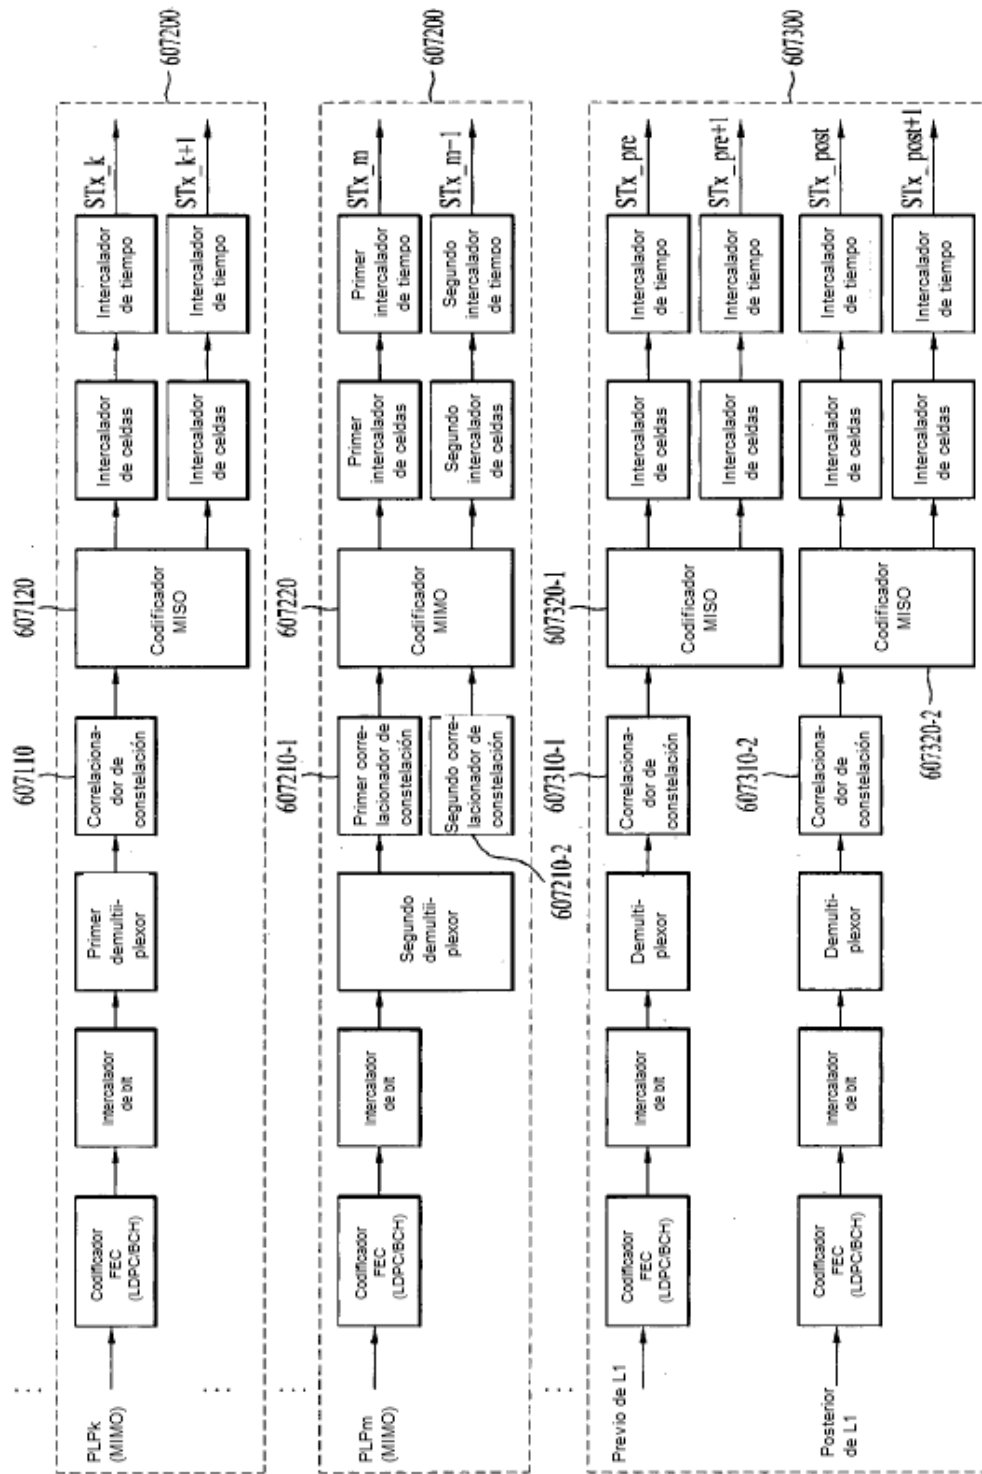 607200
PLPk
(MIMO)
Codificador
FEC
(LDPC/BCH)
Intercalador
de bit
Primer
demultii-
plexor
607110
Correlaciona-
dor de
constelación
607120
Codificador
MISO
Intercalador
de celdas
Intercalador
de tiempo
STx_k
Intercalador
de celdas
Intercalador
de tiempo
STx_k+1
607200
PLPm
(MIMO)
Codificador
FEC
(LDPC/BCH)
Intercalador
de bit
Segundo
demultii-
plexor
607210-1
Primer corre-
lacionador de
constelación
Segundo corre-
lacionador de
constelación
607210-2
607220
Codificador
MIMO
Primer
intercalador
de celdas
Primer
intercalador
de tiempo
STx_m
Segundo
intercalador
de celdas
Segundo
intercalador
de tiempo
STx_m-1
607300
Previo de L1
Codificador
FEC
(LDPC/BCH)
Intercalador
de bit
Demulti-
plexor
607310-1
Correlaciona-
dor de
constelación
607320-1
Codificador
MISO
Intercalador
de celdas
Intercalador
de tiempo
STx_pre
Intercalador
de celdas
Intercalador
de tiempo
STx_pre+1
Posterior
de L1
Codificador
FEC
(LDPC/BCH)
Intercalador
de bit
Demulti-
plexor
607310-2
Correlaciona-
dor de
constelación
Codificador
MISO
607320-2
Intercalador
de celdas
Intercalador
de tiempo
STx_post
Intercalador
de celdas
Intercalador
de tiempo
STx_post+1